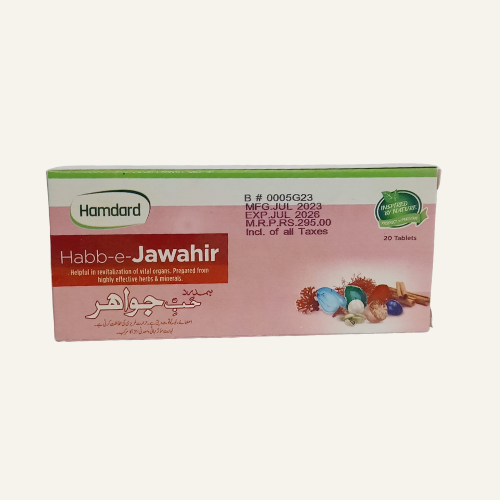 Hamdard
Habb-e-Jawahir
Helpful in revitalization of vital organs. Prepared from
highly effective herbs & minerals.
ہمدرد
حَبِّ جواہر
B # 0005G23
MFG.JUL 2023
EXP.JUL 2026
M.R.P.RS.295.00
Incl. of all Taxes
INSPIRED
BY NATURE
20 Tablets